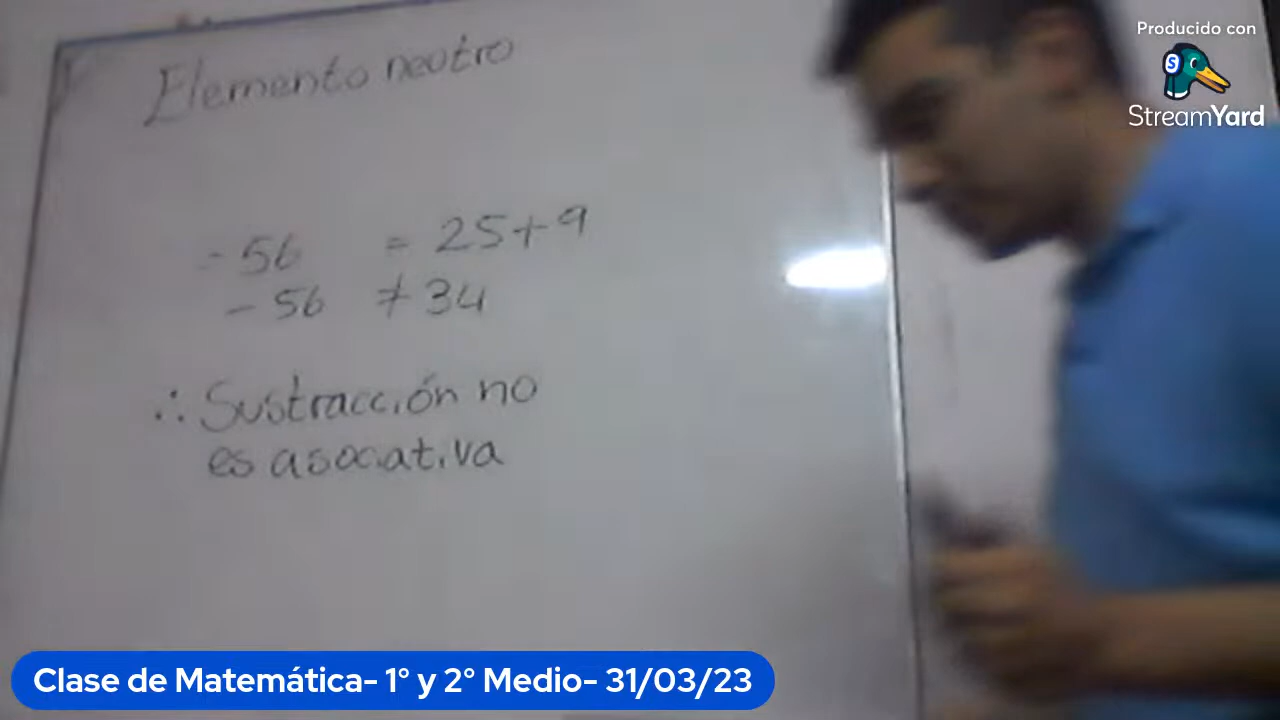 Elemento neutro
-56 = 25+9
-56 ≠ 34
∴ Sustracción no
es asociativa
Producido con
StreamYard
Clase de Matemática- 1° y 2° Medio- 31/03/23